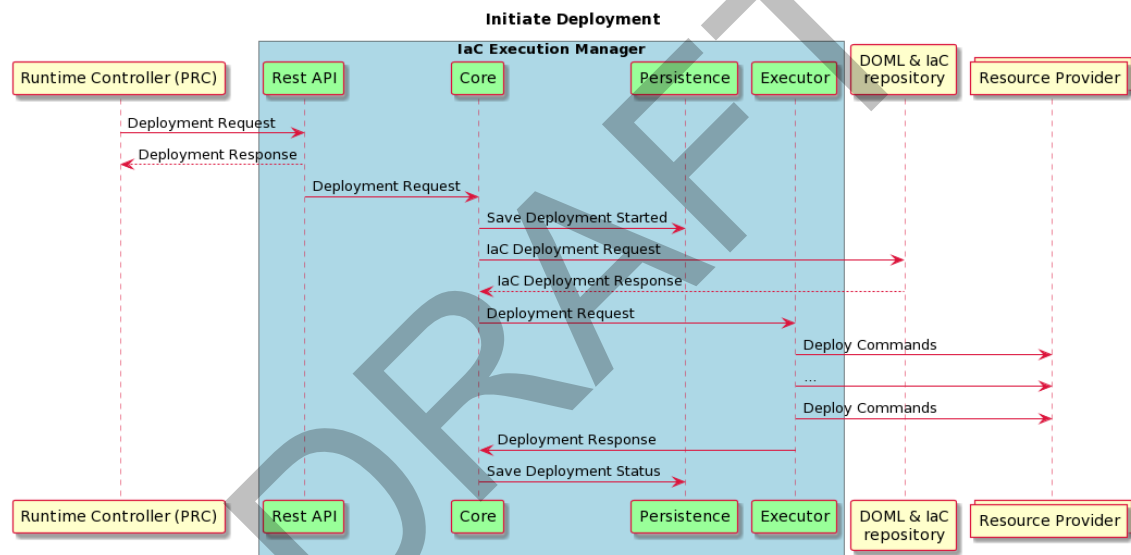 Initiate Deployment
IaC Execution Manager
Runtime Controller (PRC)
Rest API
Core
Persistence
Executor
DOML & IaC
repository
Resource Provider
Deployment Request
Deployment Response
Deployment Request
Save Deployment Started
IaC Deployment Request
IaC Deployment Response
Deployment Request
Deploy Commands
...
Deploy Commands
Deployment Response
Save Deployment Status
Runtime Controller (PRC)
Rest API
Core
Persistence
Executor
DOML & IaC
repository
Resource Provider
DRAFT